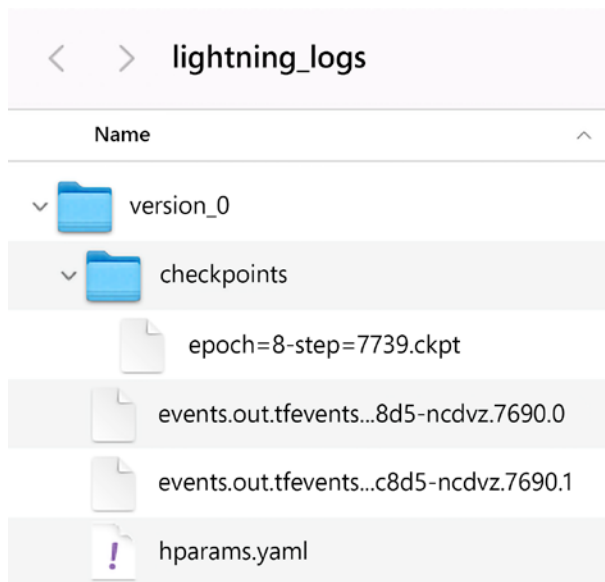 lightning_logs
Name
version_0
checkpoints
epoch=8-step=7739.ckpt
events.out.tfevents...8d5-ncdvz.7690.0
events.out.tfevents...c8d5-ncdvz.7690.1
hparams.yaml